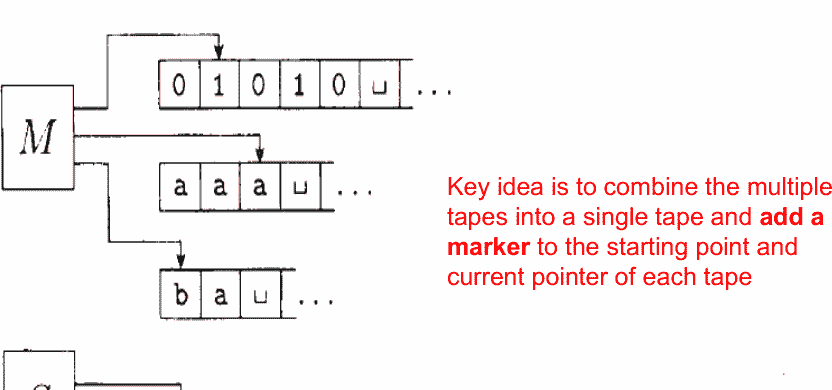 0 1 0 1 0 ␣ ...
M
a a a ␣ ...
Key idea is to combine the multiple
tapes into a single tape and add a
marker to the starting point and
current pointer of each tape
b a ␣ ...